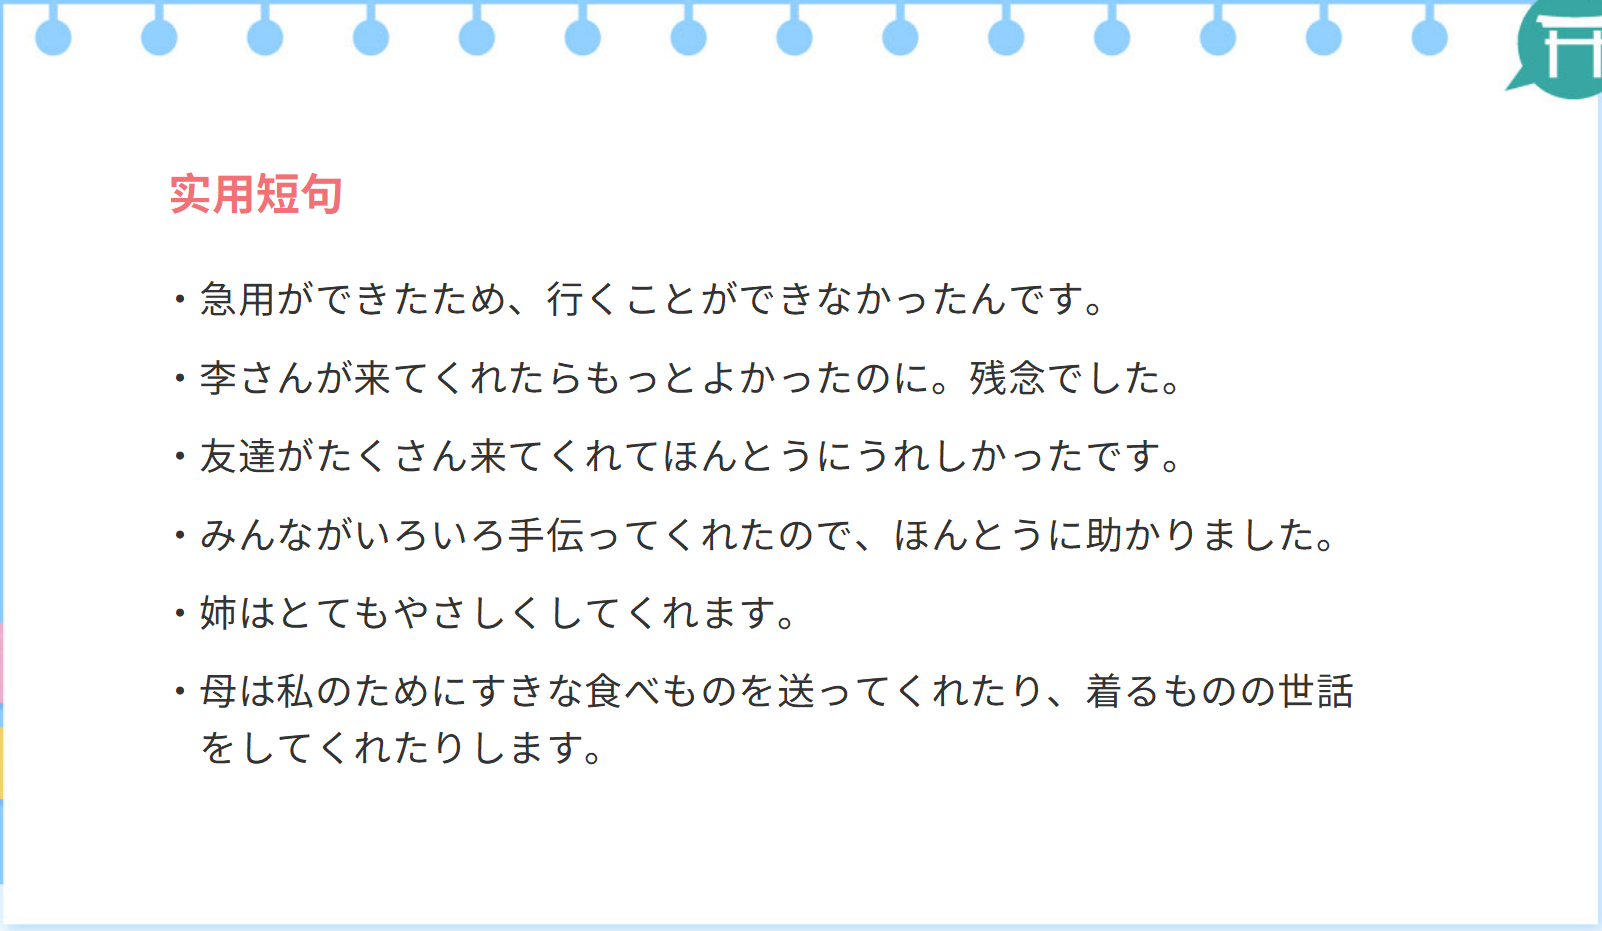 实用短句
・急用ができたため、行くことができなかったんです。
・李さんが来てくれたらもっとよかったのに。残念でした。
・友達がたくさん来てくれてほんとうにうれしかったです。
・みんながいろいろ手伝ってくれたので、ほんとうに助かりました。
・姉はとてもやさしくしてくれます。
・母は私のためにすきな食べものを送ってくれたり、着るものの世話
をしてくれたりします。